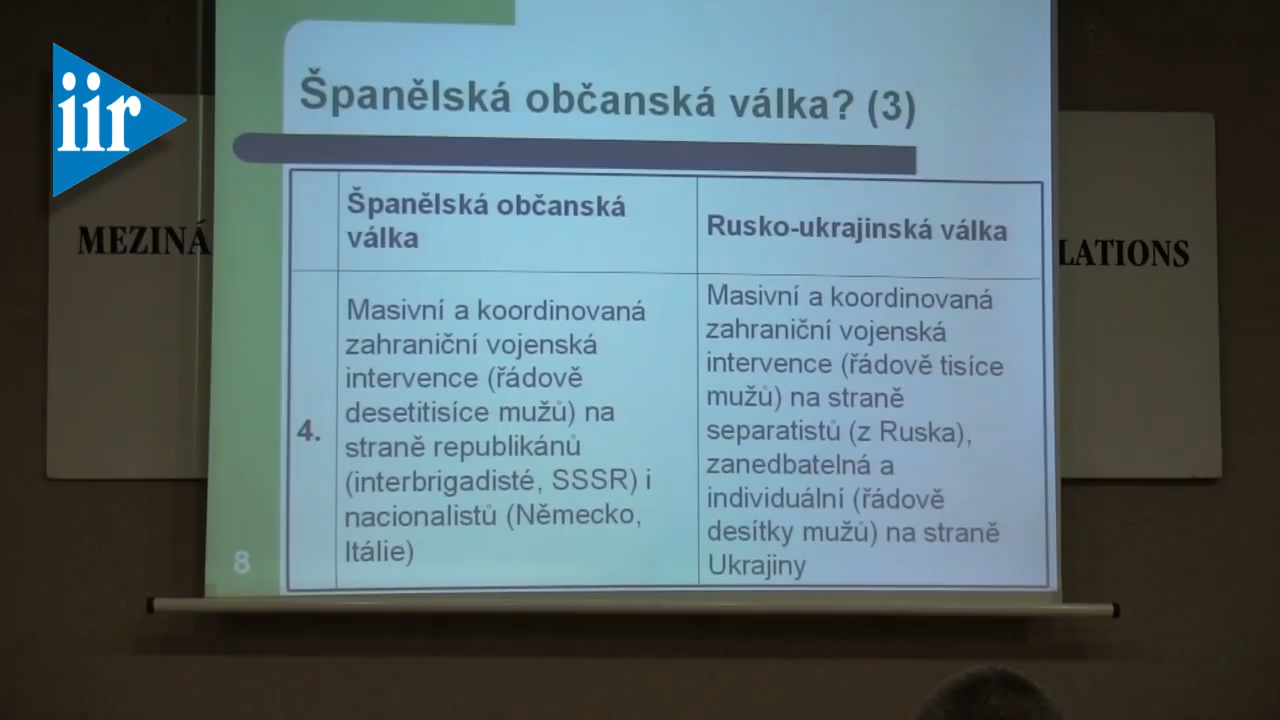 iir
MEZINÁ
LATIONS
Španělská občanská válka? (3)
Španělská občanská
válka
Rusko-ukrajinská válka
4.
Masivní a koordinovaná
zahraniční vojenská
intervence (řádově
desetitisíce mužů) na
straně republikánů
(interbrigadisté, SSSR) i
nacionalistů (Německo,
Itálie)
Masivní a koordinovaná
zahraniční vojenská
intervence (řádově tisíce
mužů) na straně
separatistů (z Ruska),
zanedbatelná a
individuální (řádově
desítky mužů) na straně
Ukrajiny
8